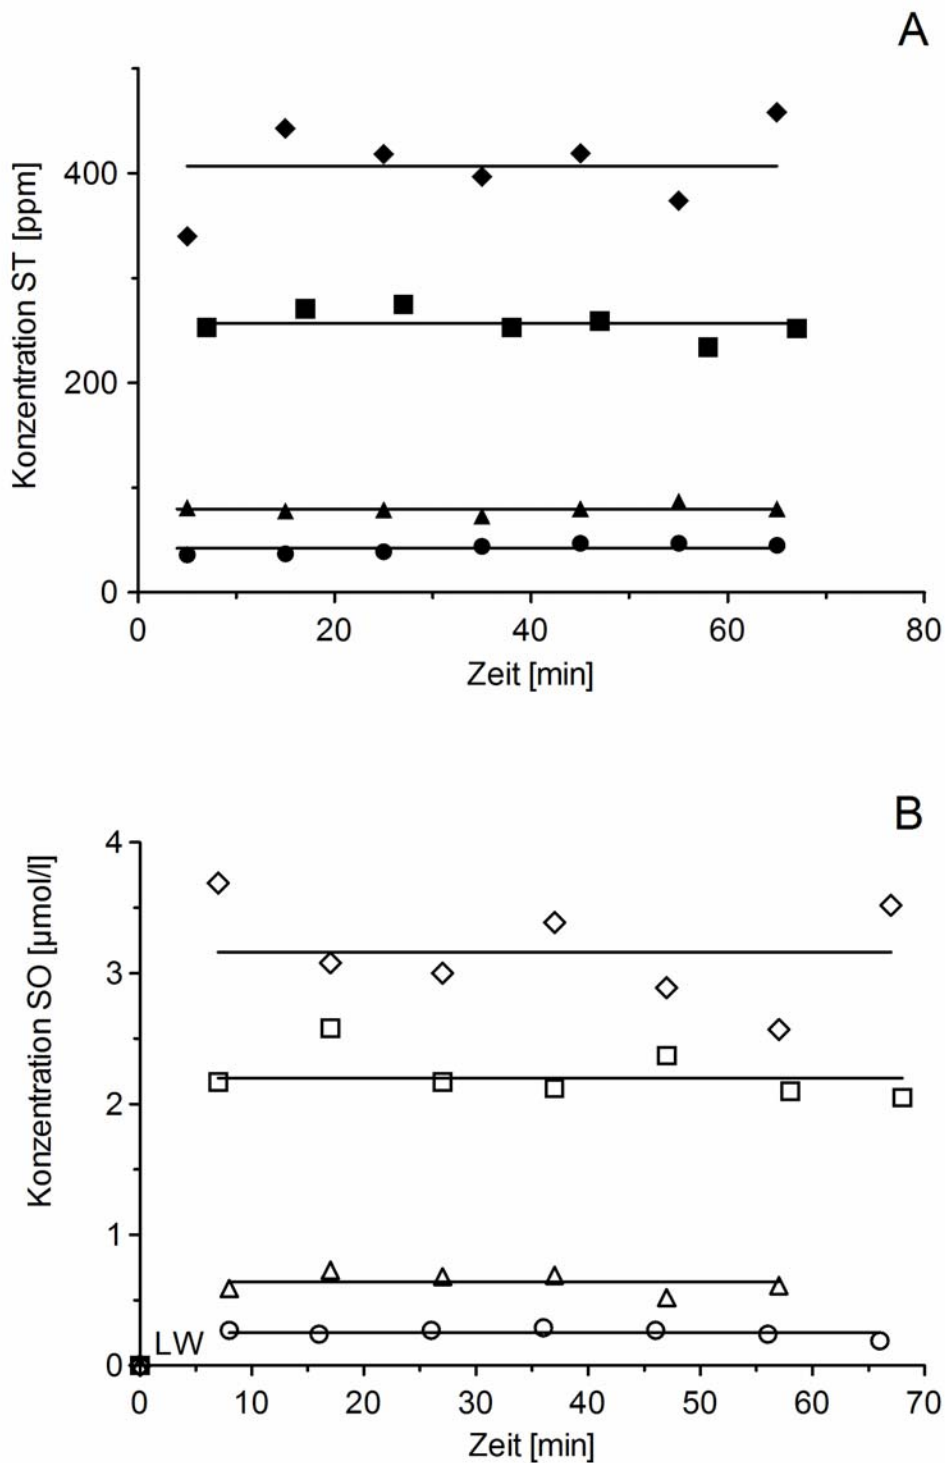 A
Konzentration ST [ppm]
400
200
0
0 20 40 60 80
Zeit [min]
B
Konzentration SO [µmol/l]
4
3
2
1
0
LW
0 10 20 30 40 50 60 70
Zeit [min]